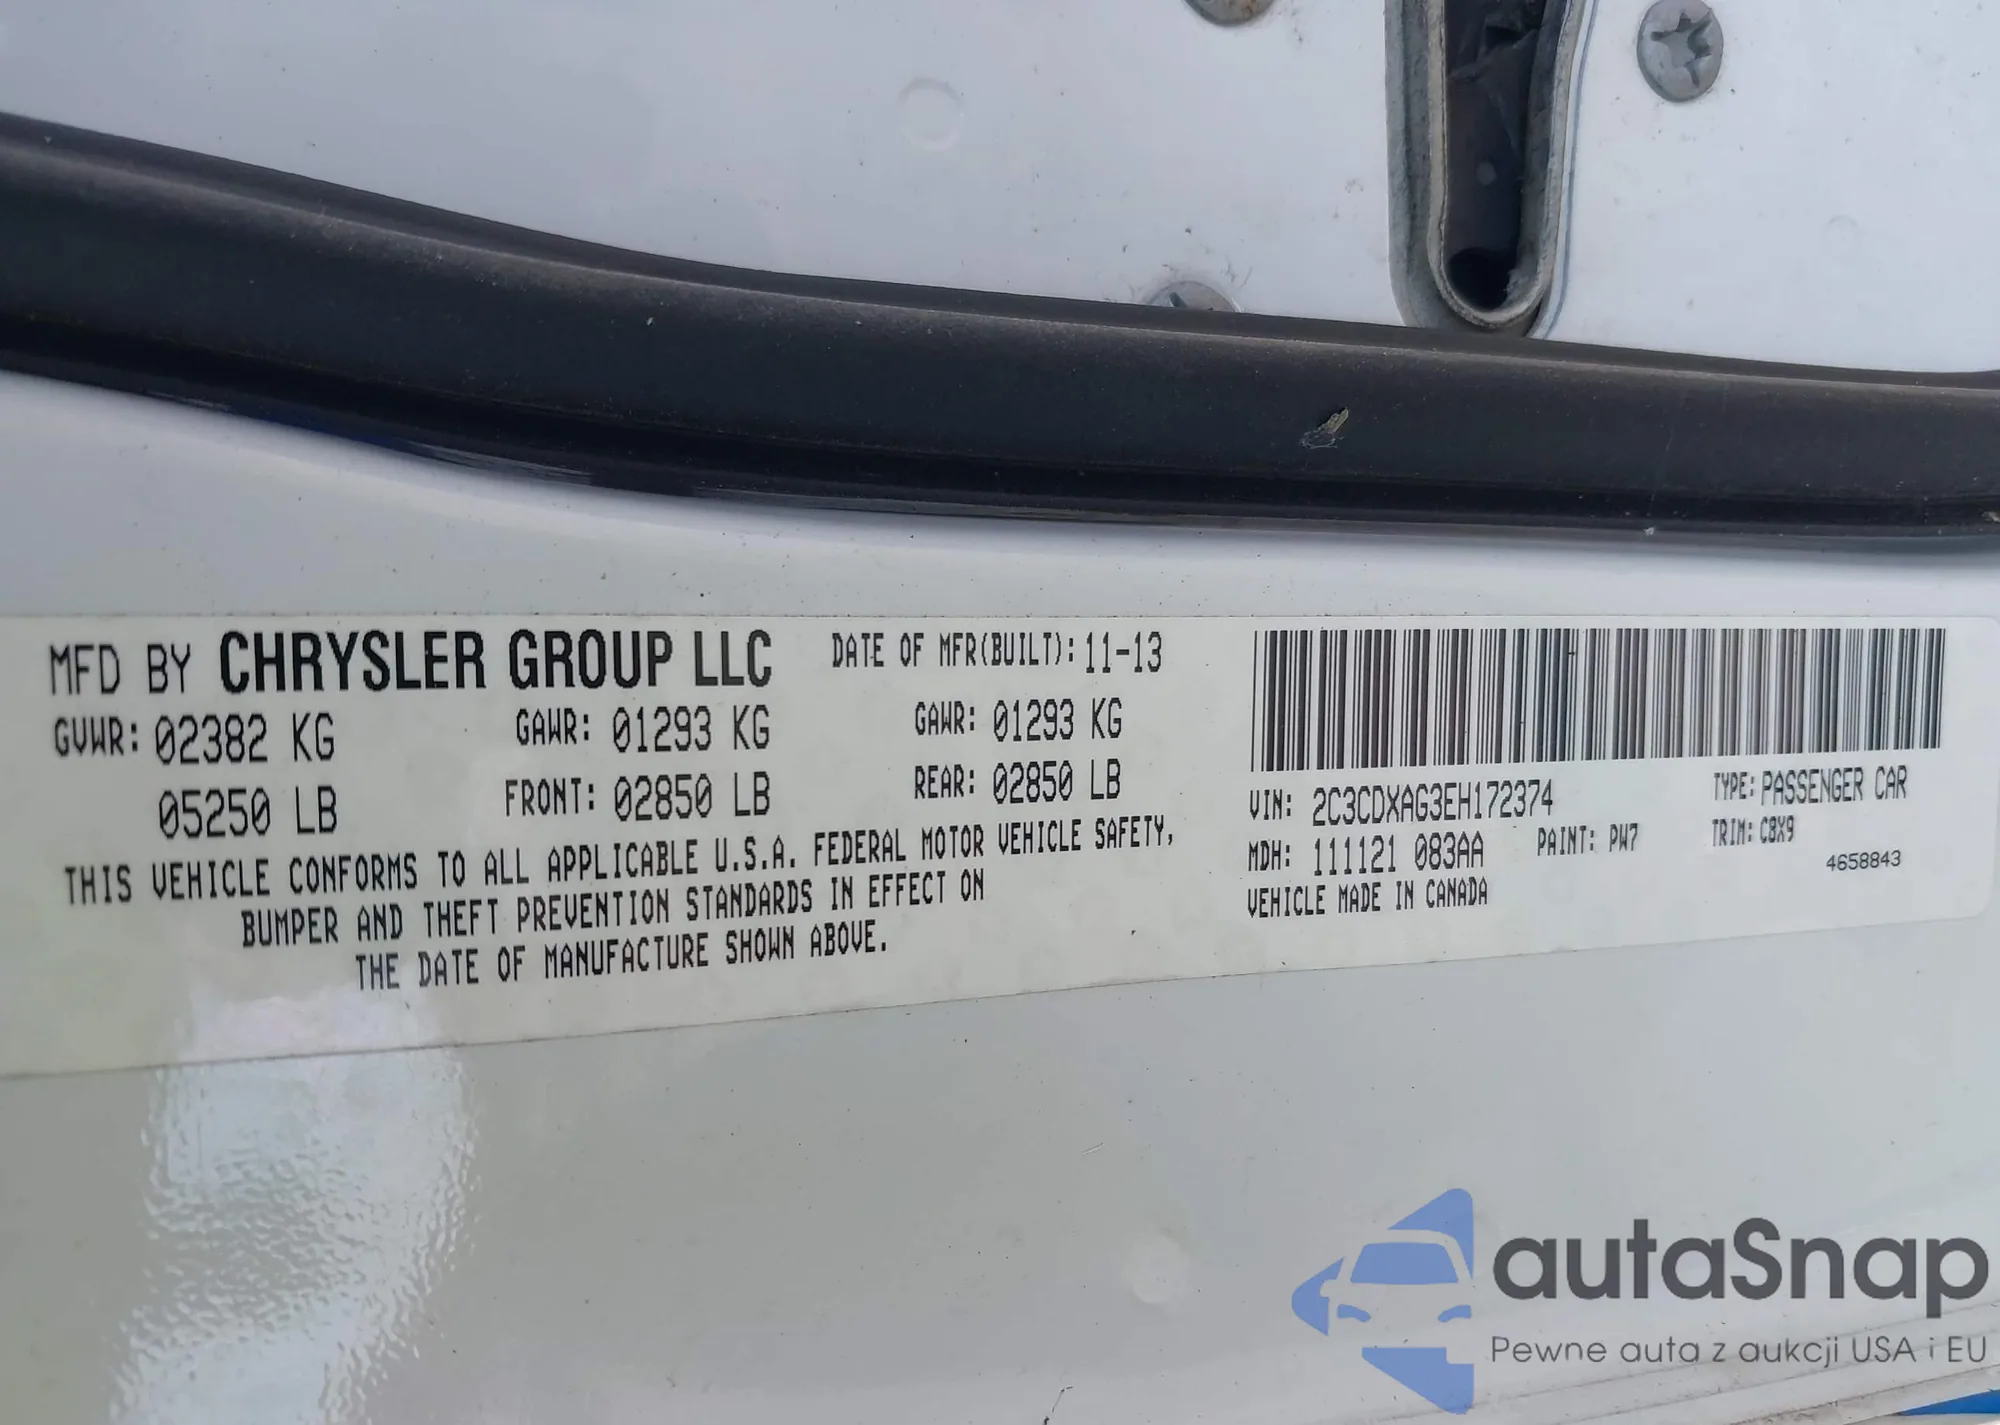 MFD BY CHRYSLER GROUP LLC DATE OF MFR(BUILT): 11-13
GVWR: 02382 KG GAWR: 01293 KG GAWR: 01293 KG
05250 LB FRONT: 02850 LB REAR: 02850 LB
THIS VEHICLE CONFORMS TO ALL APPLICABLE U.S.A. FEDERAL MOTOR VEHICLE SAFETY,
BUMPER AND THEFT PREVENTION STANDARDS IN EFFECT ON
THE DATE OF MANUFACTURE SHOWN ABOVE.
VIN: 2C3CDXAG3EH172374 TYPE: PASSENGER CAR
MDH: 111121 083AA PAINT: PW7 TRIM: C8X9
VEHICLE MADE IN CANADA 4658843
autaSnap
Pewne auta z aukcji USA i EU